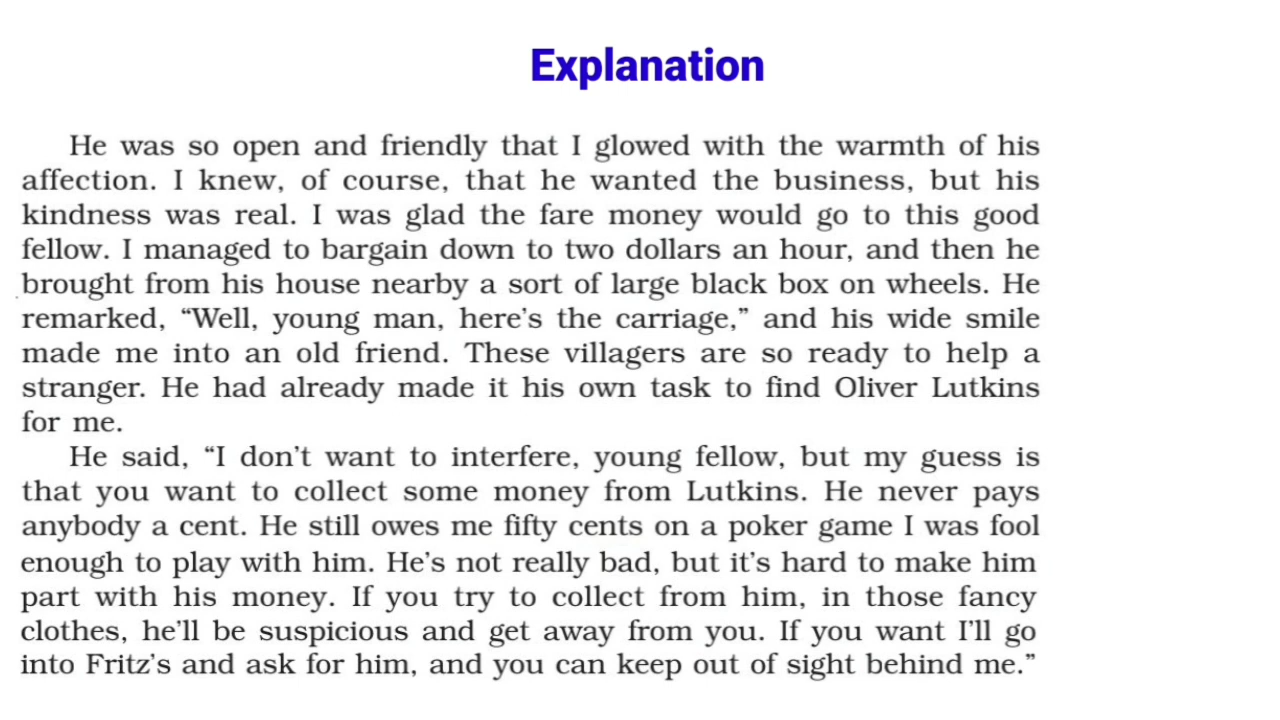 Explanation
He was so open and friendly that I glowed with the warmth of his
affection. I knew, of course, that he wanted the business, but his
kindness was real. I was glad the fare money would go to this good
fellow. I managed to bargain down to two dollars an hour, and then he
brought from his house nearby a sort of large black box on wheels. He
remarked, “Well, young man, here’s the carriage,” and his wide smile
made me into an old friend. These villagers are so ready to help a
stranger. He had already made it his own task to find Oliver Lutkins
for me.
He said, “I don’t want to interfere, young fellow, but my guess is
that you want to collect some money from Lutkins. He never pays
anybody a cent. He still owes me fifty cents on a poker game I was fool
enough to play with him. He’s not really bad, but it’s hard to make him
part with his money. If you try to collect from him, in those fancy
clothes, he’ll be suspicious and get away from you. If you want I’ll go
into Fritz’s and ask for him, and you can keep out of sight behind me.”